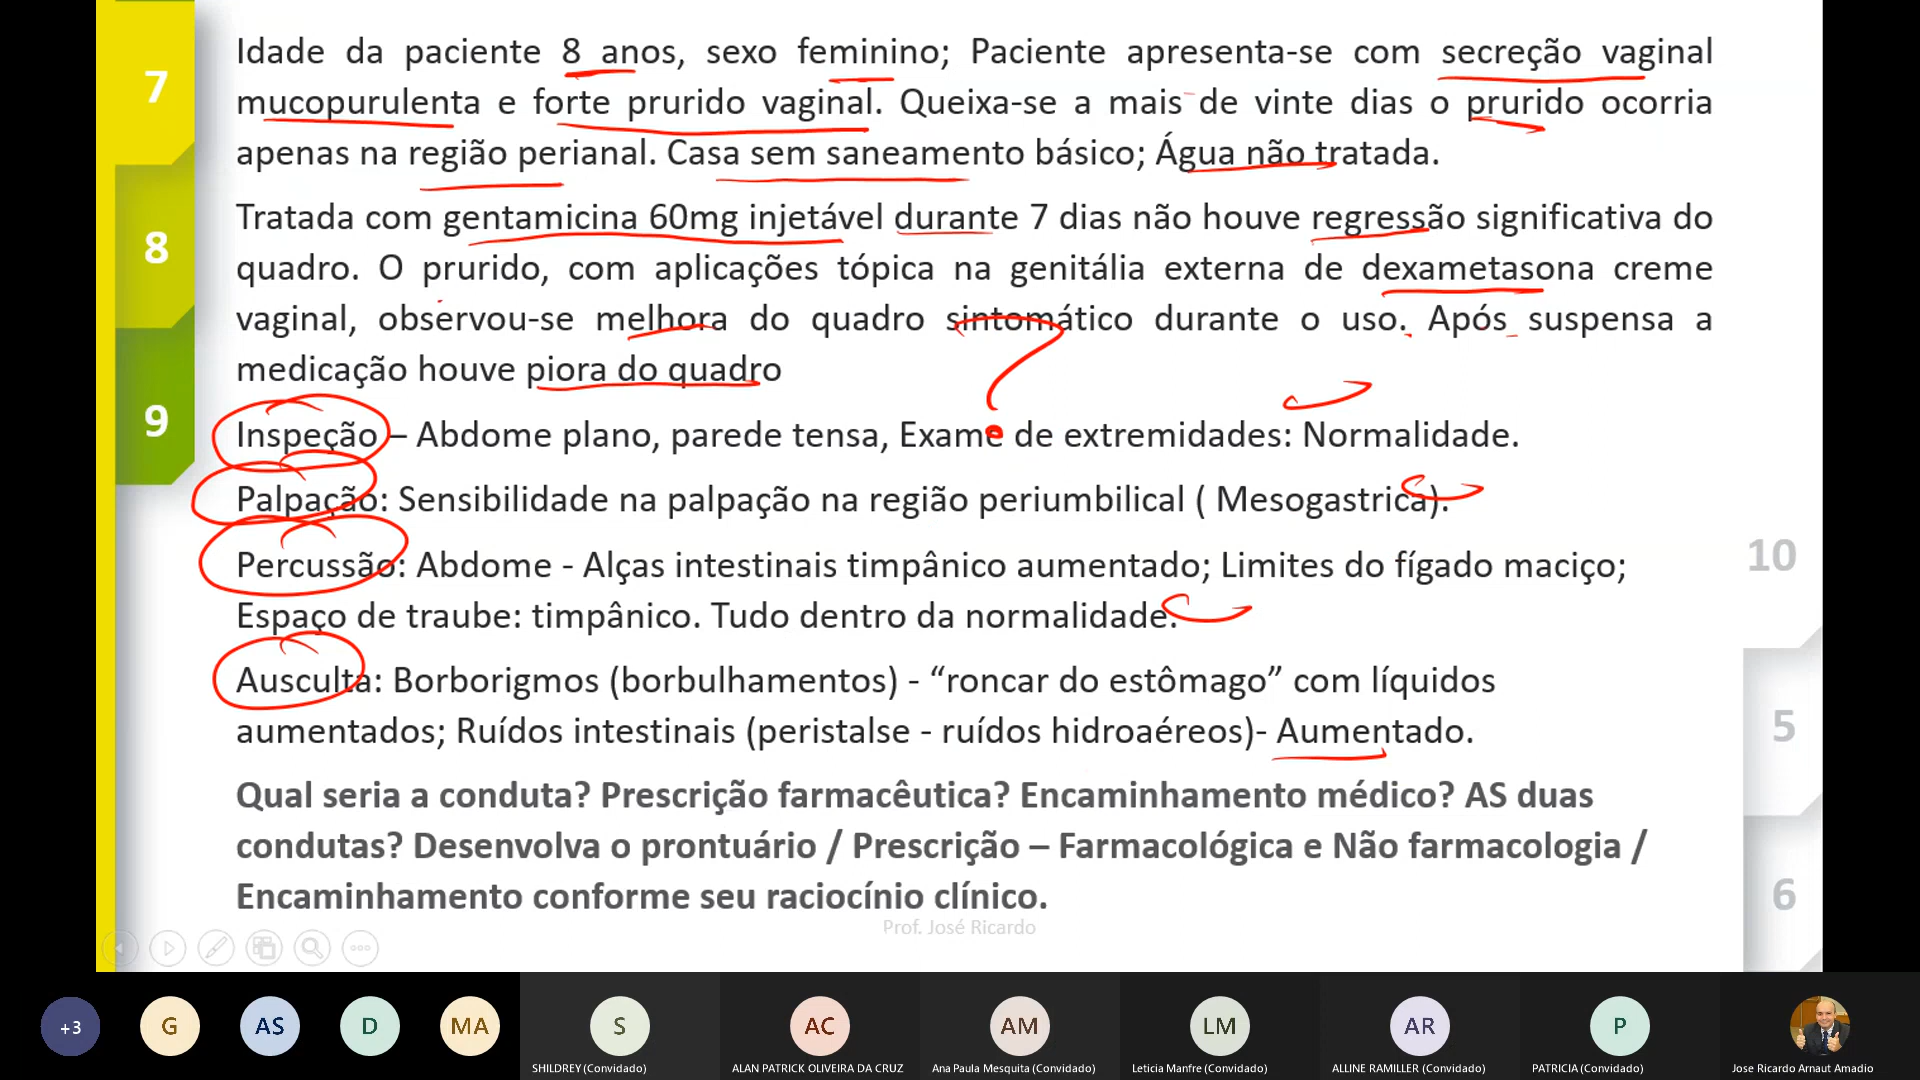 7
Idade da paciente 8 anos, sexo feminino; Paciente apresenta-se com secreção vaginal
mucopurulenta e forte prurido vaginal. Queixa-se a mais de vinte dias o prurido ocorria
apenas na região perianal. Casa sem saneamento básico; Água não tratada.
8
Tratada com gentamicina 60mg injetável durante 7 dias não houve regressão significativa do
quadro. O prurido, com aplicações tópica na genitália externa de dexametasona creme
vaginal, observou-se melhora do quadro sintomático durante o uso. Após suspensa a
medicação houve piora do quadro
?
9
Inspeção – Abdome plano, parede tensa, Exame de extremidades: Normalidade.
Palpação: Sensibilidade na palpação na região periumbilical ( Mesogastrica).
Percussão: Abdome - Alças intestinais timpânico aumentado; Limites do fígado maciço;
Espaço de traube: timpânico. Tudo dentro da normalidade.
10
Ausculta: Borborigmos (borbulhamentos) - “roncar do estômago” com líquidos
aumentados; Ruídos intestinais (peristalse - ruídos hidroaéreos)- Aumentado.
5
Qual seria a conduta? Prescrição farmacêutica? Encaminhamento médico? AS duas
condutas? Desenvolva o prontuário / Prescrição – Farmacológica e Não farmacologia /
Encaminhamento conforme seu raciocínio clínico.
6
Prof. José Ricardo
+3 G AS D MA S AC AM LM AR P
SHILDREY (Convidado) ALAN PATRICK OLIVEIRA DA CRUZ Ana Paula Mesquita (Convidado) Leticia Manfre (Convidado) ALLINE RAMILLER (Convidado) PATRICIA (Convidado) Jose Ricardo Arnaut Amadio